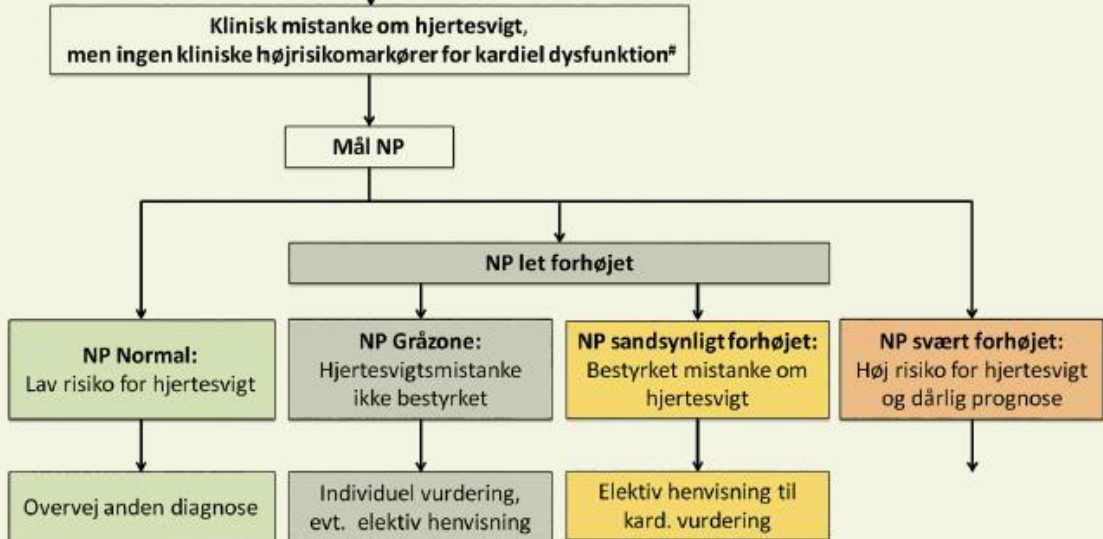 Klinisk mistanke om hjertesvigt,
men ingen kliniske højrisikomarkører for kardiel dysfunktion#
Mål NP
NP let forhøjet
NP Normal:
Lav risiko for hjertesvigt
NP Gråzone:
Hjertesvigtsmistanke
ikke bestyrket
NP sandsynligt forhøjet:
Bestyrket mistanke om
hjertesvigt
NP svært forhøjet:
Høj risiko for hjertesvigt
og dårlig prognose
Overvej anden diagnose
Individuel vurdering,
evt. elektiv henvisning
Elektiv henvisning til
kard. vurdering